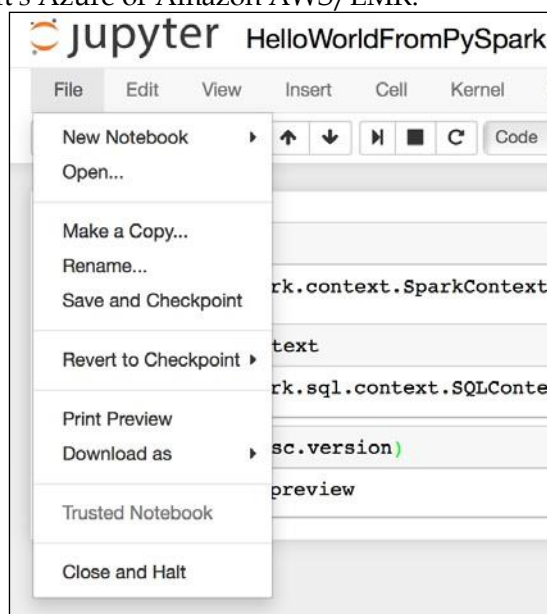 t's Azure or Amazon AWS/EMR.
jupyter HelloWorldFromPySpark
File Edit View Insert Cell Kernel
New Notebook
Code
Open...
Make a Copy...
Rename...
rk.context.SparkContext
Save and Checkpoint
text
Revert to Checkpoint
rk.sql.context.SQLConte
Print Preview
sc.version)
Download as
preview
Trusted Notebook
Close and Halt